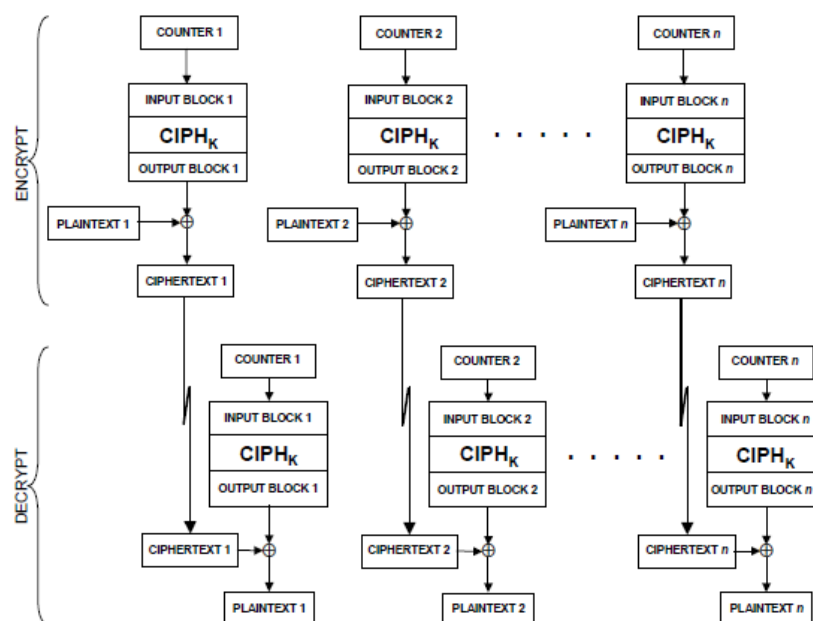 COUNTER 1 COUNTER 2 COUNTER n
INPUT BLOCK 1 INPUT BLOCK 2 INPUT BLOCK n
CIPHK CIPHK . . . . . CIPHK
OUTPUT BLOCK 1 OUTPUT BLOCK 2 OUTPUT BLOCK n
ENCRYPT
PLAINTEXT 1 PLAINTEXT 2 PLAINTEXT n
CIPHERTEXT 1 CIPHERTEXT 2 CIPHERTEXT n
COUNTER 1 COUNTER 2 COUNTER n
INPUT BLOCK 1 INPUT BLOCK 2 INPUT BLOCK n
CIPHK CIPHK . . . . . CIPHK
OUTPUT BLOCK 1 OUTPUT BLOCK 2 OUTPUT BLOCK n
DECRYPT
CIPHERTEXT 1 CIPHERTEXT 2 CIPHERTEXT n
PLAINTEXT 1 PLAINTEXT 2 PLAINTEXT n